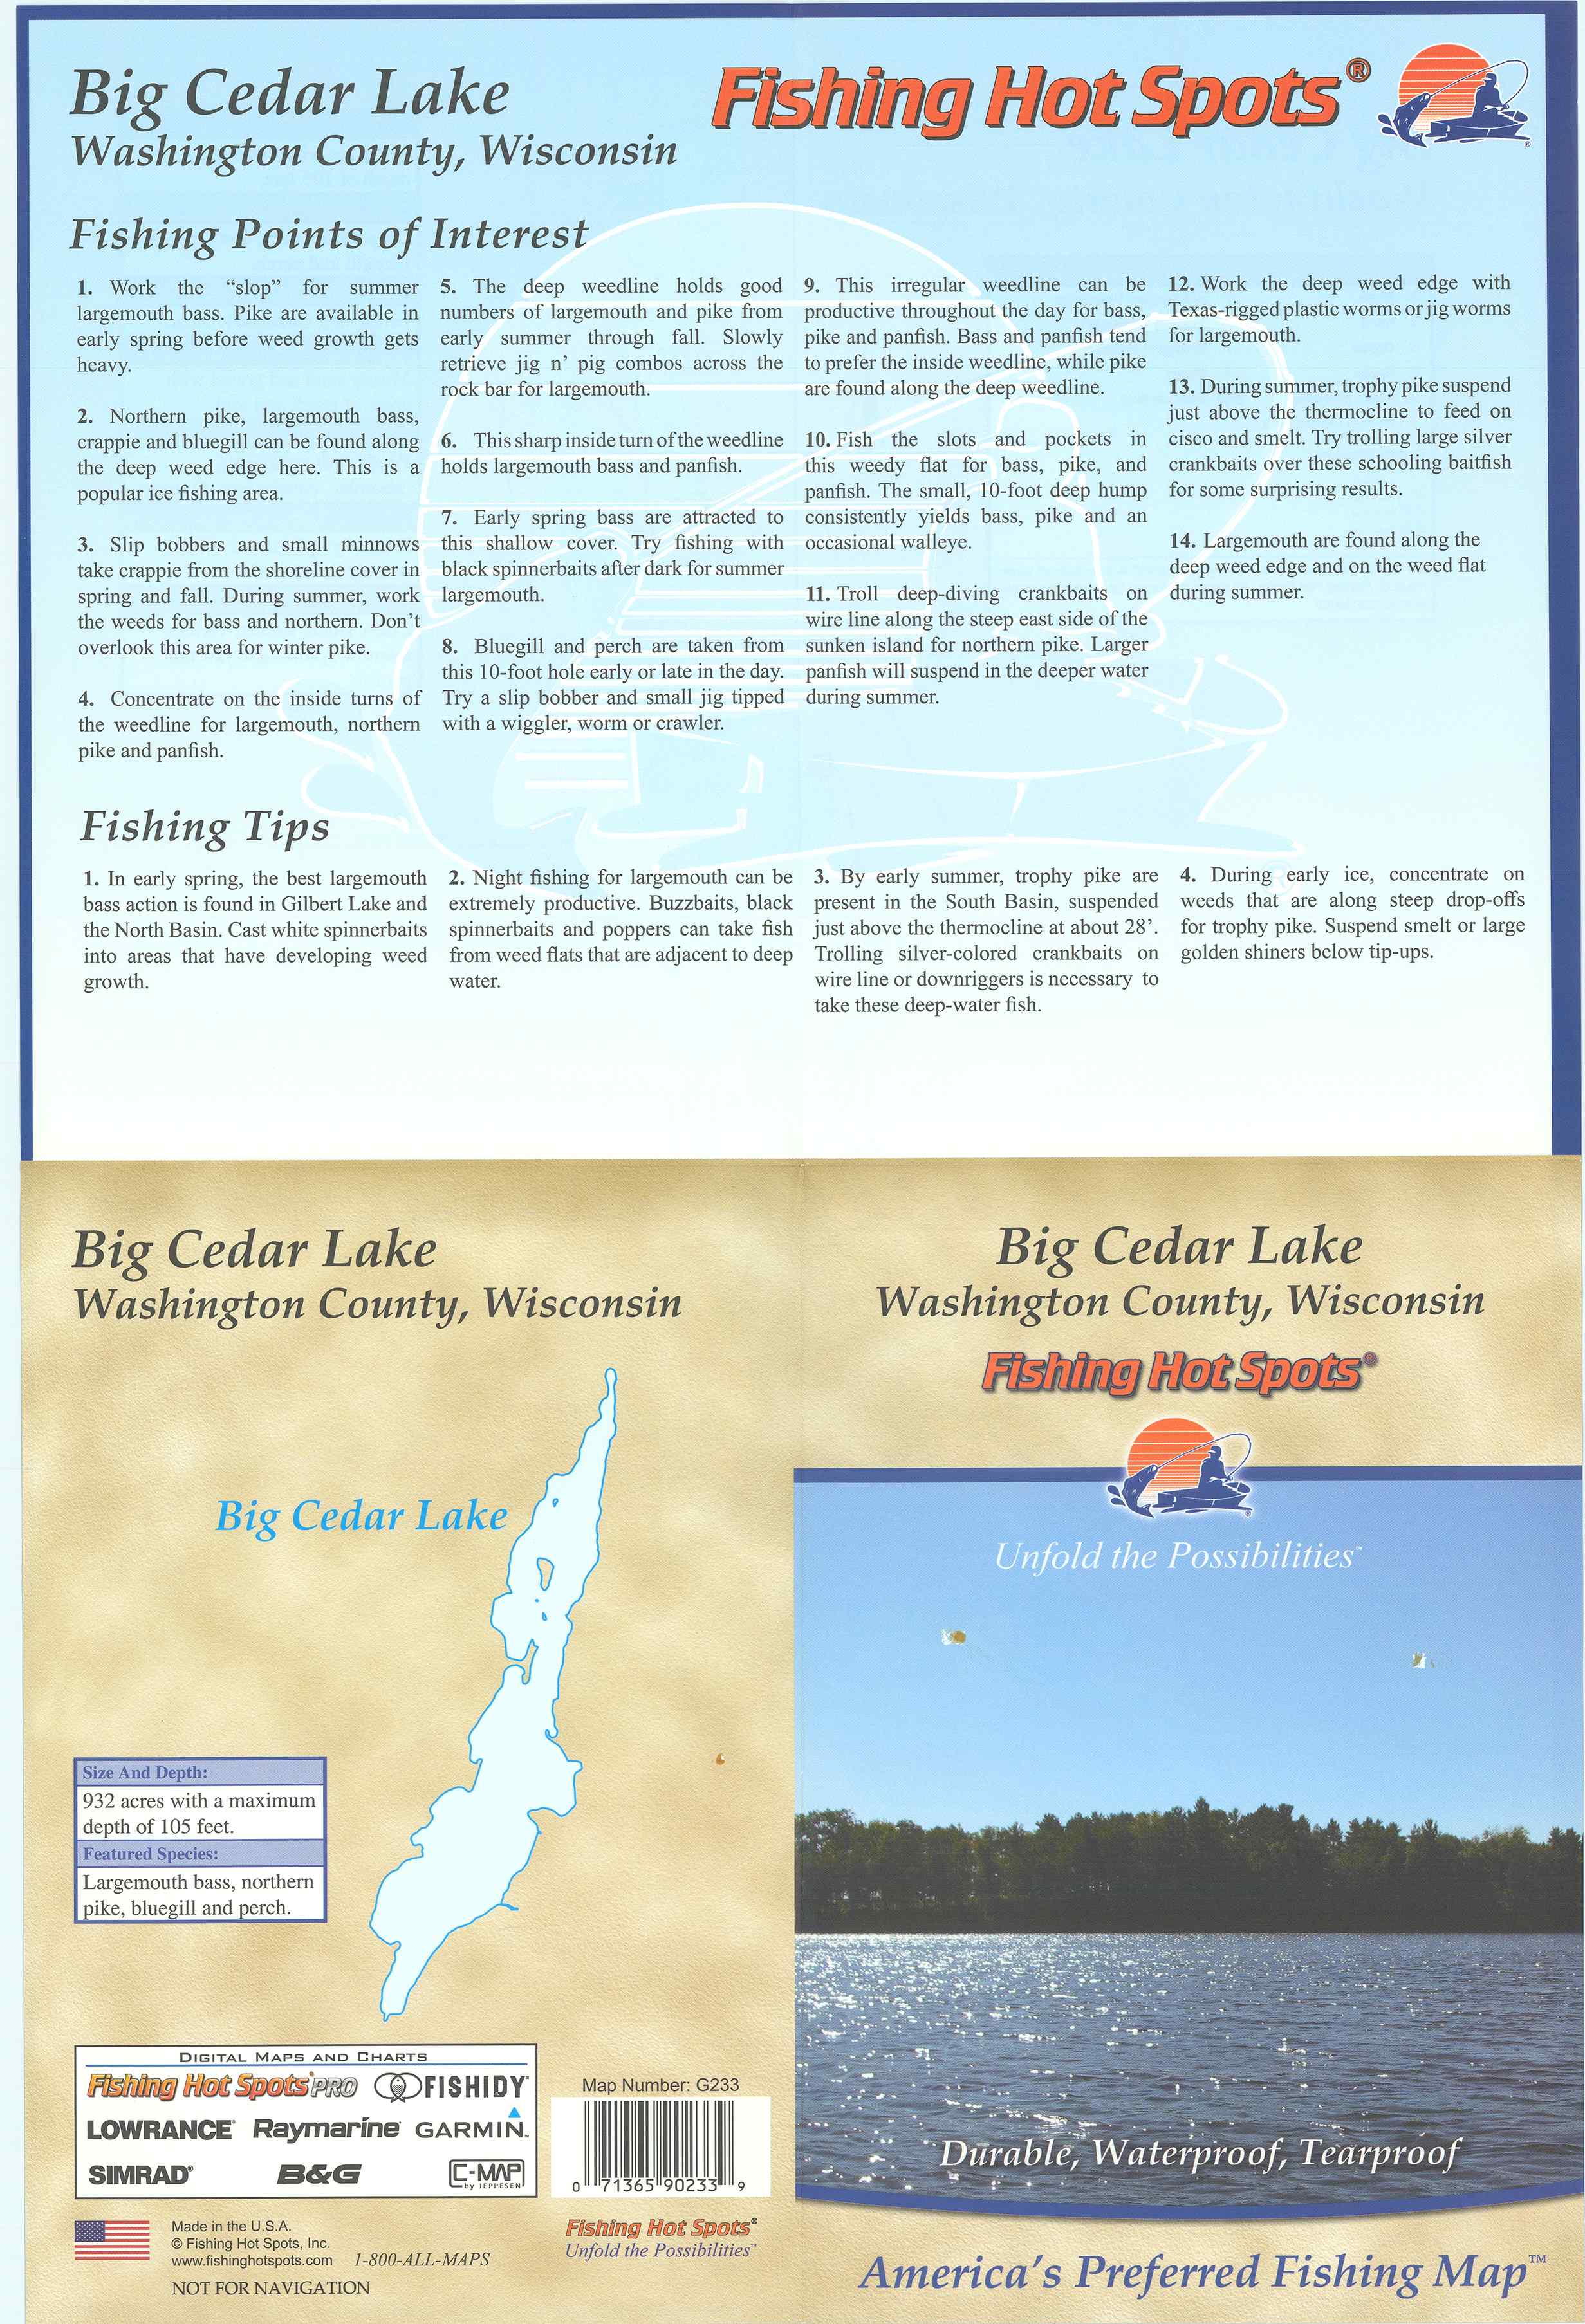 Big Cedar Lake
Washington County, Wisconsin
Fishing Hot Spots®
®
Fishing Points of Interest
1. Work the “slop” for summer
largemouth bass. Pike are available in
early spring before weed growth gets
heavy.
2. Northern pike, largemouth bass,
crappie and bluegill can be found along
the deep weed edge here. This is a
popular ice fishing area.
3. Slip bobbers and small minnows
take crappie from the shoreline cover in
spring and fall. During summer, work
the weeds for bass and northern. Don’t
overlook this area for winter pike.
4. Concentrate on the inside turns of
the weedline for largemouth, northern
pike and panfish.
5. The deep weedline holds good
numbers of largemouth and pike from
early summer through fall. Slowly
retrieve jig n’ pig combos across the
rock bar for largemouth.
6. This sharp inside turn of the weedline
holds largemouth bass and panfish.
7. Early spring bass are attracted to
this shallow cover. Try fishing with
black spinnerbaits after dark for summer
largemouth.
8. Bluegill and perch are taken from
this 10-foot hole early or late in the day.
Try a slip bobber and small jig tipped
with a wiggler, worm or crawler.
9. This irregular weedline can be
productive throughout the day for bass,
pike and panfish. Bass and panfish tend
to prefer the inside weedline, while pike
are found along the deep weedline.
10. Fish the slots and pockets in
this weedy flat for bass, pike, and
panfish. The small, 10-foot deep hump
consistently yields bass, pike and an
occasional walleye.
11. Troll deep-diving crankbaits on
wire line along the steep east side of the
sunken island for northern pike. Larger
panfish will suspend in the deeper water
during summer.
12. Work the deep weed edge with
Texas-rigged plastic worms or jig worms
for largemouth.
13. During summer, trophy pike suspend
just above the thermocline to feed on
cisco and smelt. Try trolling large silver
crankbaits over these schooling baitfish
for some surprising results.
14. Largemouth are found along the
deep weed edge and on the weed flat
during summer.
Fishing Tips
1. In early spring, the best largemouth
bass action is found in Gilbert Lake and
the North Basin. Cast white spinnerbaits
into areas that have developing weed
growth.
2. Night fishing for largemouth can be
extremely productive. Buzzbaits, black
spinnerbaits and poppers can take fish
from weed flats that are adjacent to deep
water.
3. By early summer, trophy pike are
present in the South Basin, suspended
just above the thermocline at about 28’.
Trolling silver-colored crankbaits on
wire line or downriggers is necessary to
take these deep-water fish.
4. During early ice, concentrate on
weeds that are along steep drop-offs
for trophy pike. Suspend smelt or large
golden shiners below tip-ups.
®
Big Cedar Lake
Washington County, Wisconsin
Big Cedar Lake
Size And Depth:
932 acres with a maximum
depth of 105 feet.
Featured Species:
Largemouth bass, northern
pike, bluegill and perch.
DIGITAL MAPS AND CHARTS
Fishing Hot Spots® PRO FISHIDY
LOWRANCE® Raymarine GARMIN
SIMRAD® B&G C-MAP
by JEPPESEN
Map Number: G233
0 71365 90233 9
Made in the U.S.A.
© Fishing Hot Spots, Inc.
www.fishinghotspots.com 1-800-ALL-MAPS
NOT FOR NAVIGATION
Fishing Hot Spots®
Unfold the Possibilities™
Big Cedar Lake
Washington County, Wisconsin
Fishing Hot Spots®
®
Unfold the Possibilities™
Durable, Waterproof, Tearproof
America’s Preferred Fishing Map™